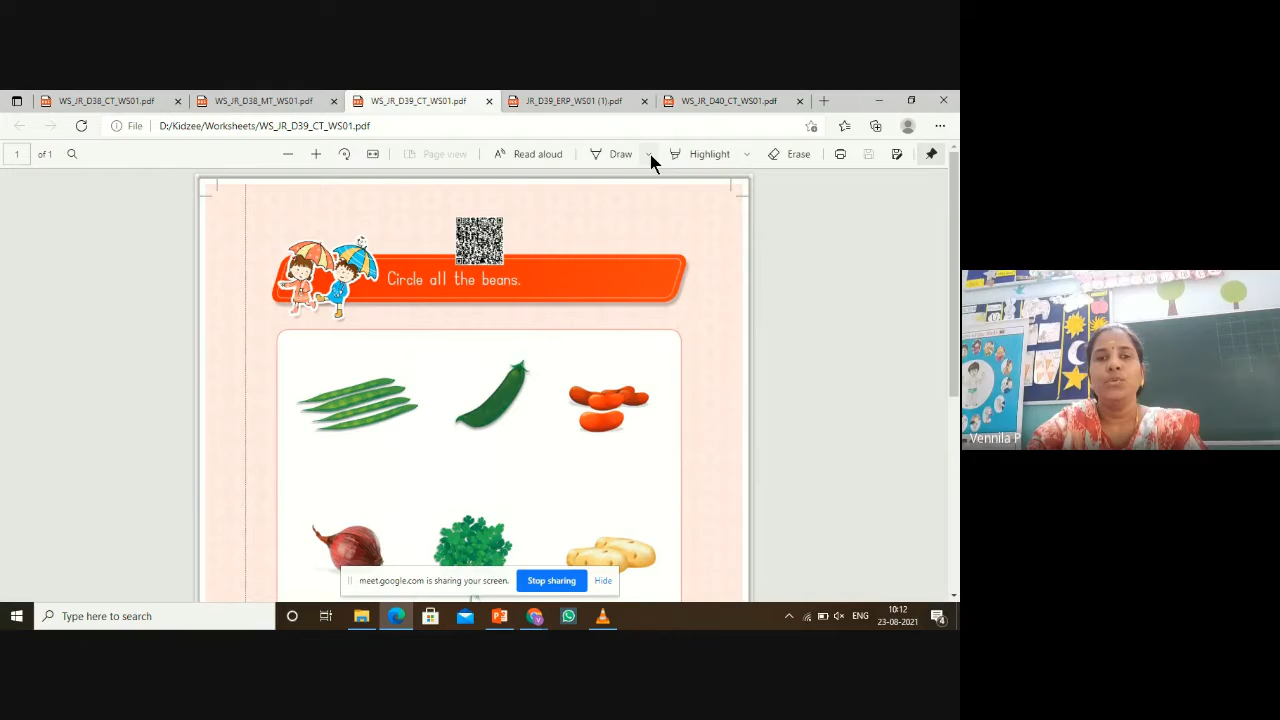 WS_JR_D38_CT_WS01.pdf
WS_JR_D38_MT_WS01.pdf
WS_JR_D39_CT_WS01.pdf
JR_D39_ERP_WS01 (1).pdf
WS_JR_D40_CT_WS01.pdf
File
D:/Kidzee/Worksheets/WS_JR_D39_CT_WS01.pdf
1 of 1
Page view
Read aloud
Draw
Highlight
Erase
Circle all the beans.
Vennila P
meet.google.com is sharing your screen.
Stop sharing
Hide
Type here to search
ENG
10:12
23-08-2021
4